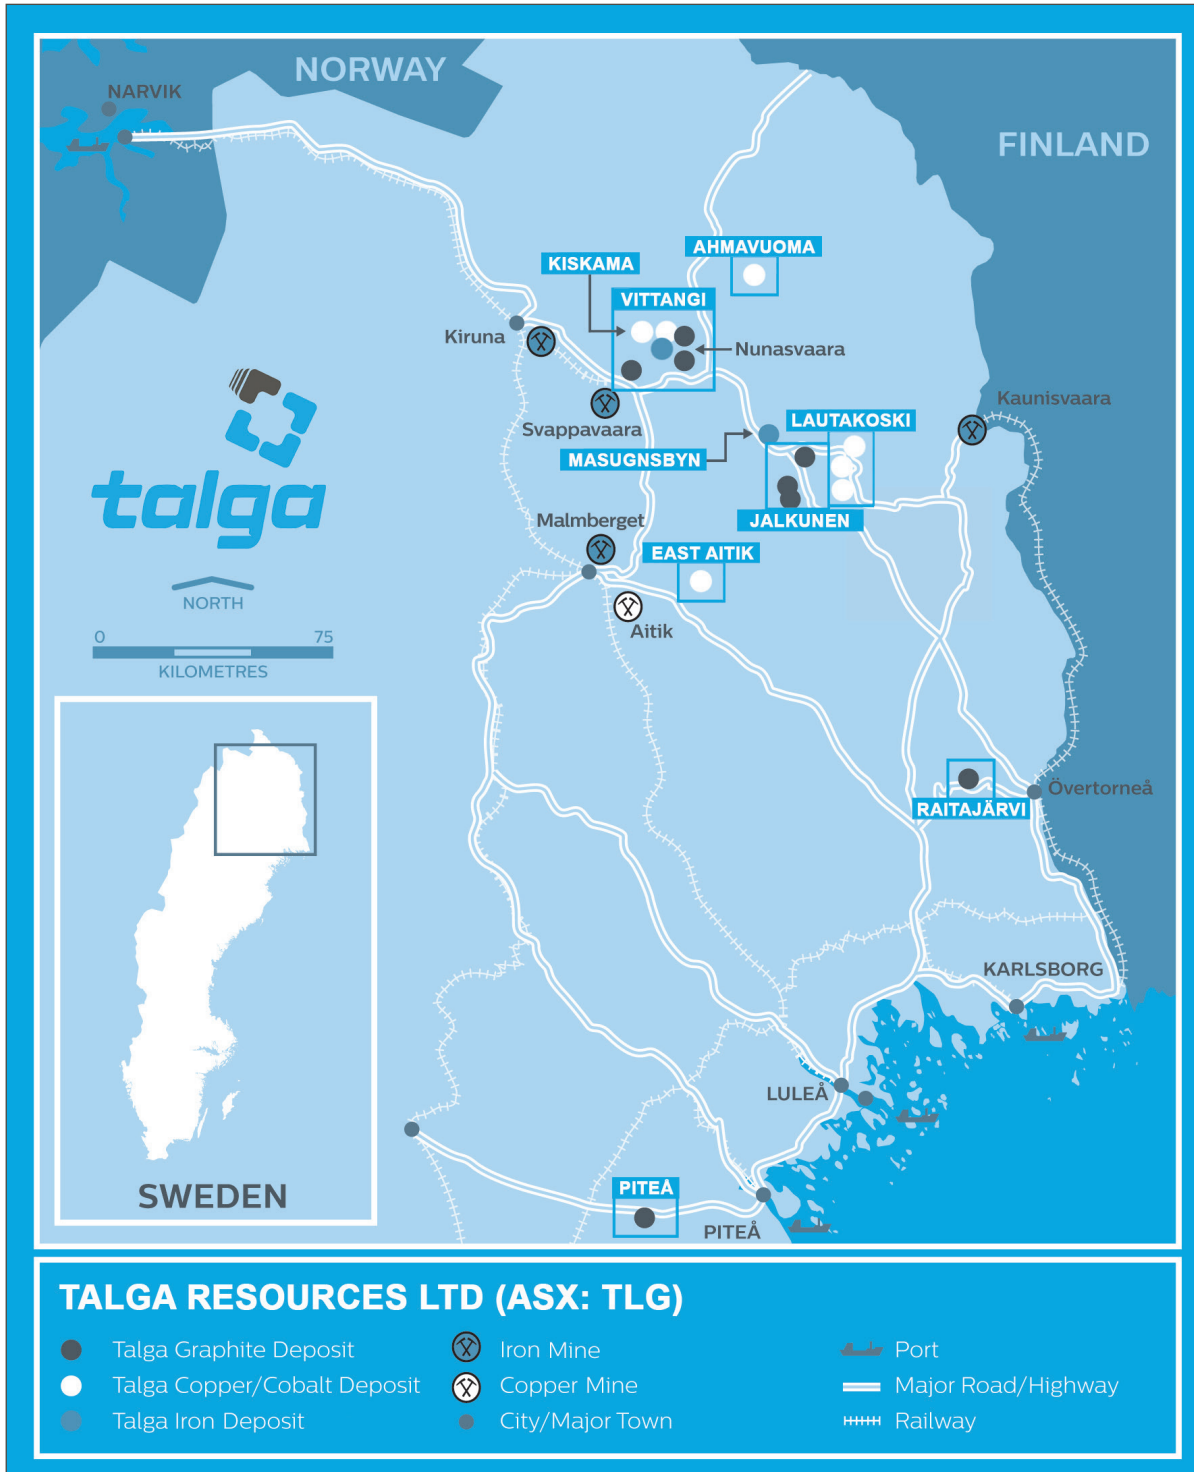 NORWAY
NARVIK
FINLAND
AHMAVUOMA
KISKAMA
VITTANGI
Kiruna
Nunasvaara
Kaunisvaara
LAUTAKOSKI
Svappavaara
MASUGNSBYN
talga
JALKUNEN
Malmberget
EAST AITIK
NORTH
Aitik
0 75
KILOMETRES
Övertorneå
RAITAJÄRVI
KARLSBORG
LULEÅ
PITEÅ
SWEDEN
PITEÅ
TALGA RESOURCES LTD (ASX: TLG)
Talga Graphite Deposit
Talga Copper/Cobalt Deposit
Talga Iron Deposit
Iron Mine
Copper Mine
City/Major Town
Port
Major Road/Highway
Railway